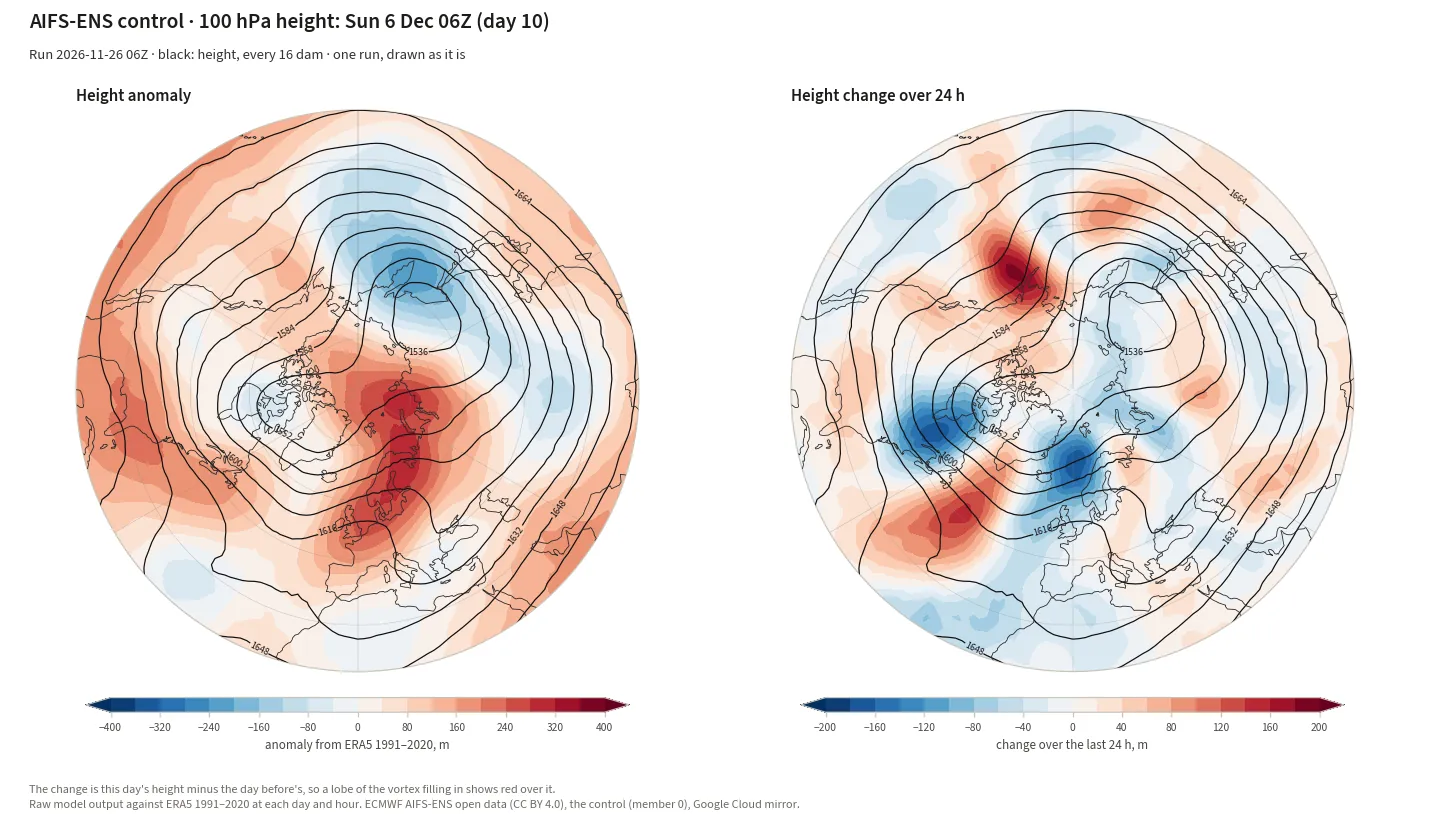 AIFS-ENS control · 100 hPa height: Sun 6 Dec 06Z (day 10)
Run 2026-11-26 06Z · black: height, every 16 dam · one run, drawn as it is
Height anomaly
Height change over 24 h
1664
1584
1568
1536
1552
1600
1616
1648
1632
1648
1664
1584
1568
1536
1552
1600
1616
1648
1632
1648
−400 −320 −240 −160 −80 0 80 160 240 320 400
anomaly from ERA5 1991–2020, m
−200 −160 −120 −80 −40 0 40 80 120 160 200
change over the last 24 h, m
The change is this day's height minus the day before's, so a lobe of the vortex filling in shows red over it.
Raw model output against ERA5 1991–2020 at each day and hour. ECMWF AIFS-ENS open data (CC BY 4.0), the control (member 0), Google Cloud mirror.